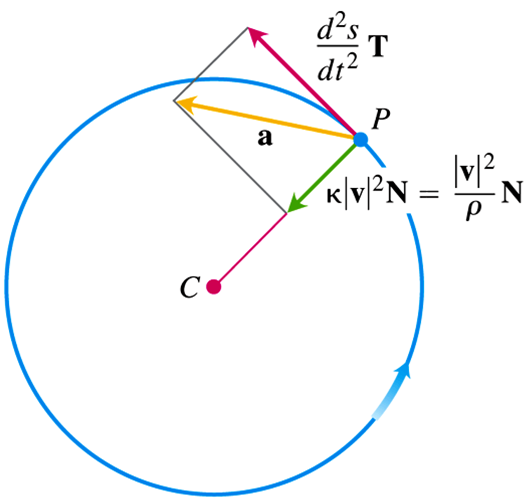 d²s/dt² T
P
a
κ|v|²N = |v|²/ρ N
C